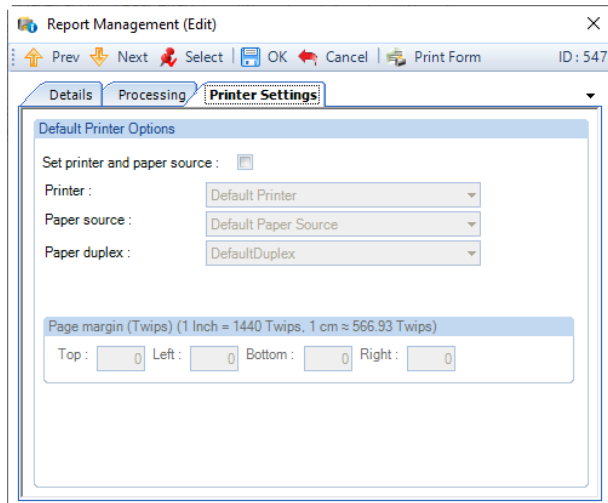 Report Management (Edit)
Prev Next Select OK Cancel Print Form ID : 547
Details Processing Printer Settings
Default Printer Options
Set printer and paper source :
Printer : Default Printer
Paper source : Default Paper Source
Paper duplex : DefaultDuplex
Page margin (Twips) (1 Inch = 1440 Twips, 1 cm ≈ 566.93 Twips)
Top : 0 Left : 0 Bottom : 0 Right : 0